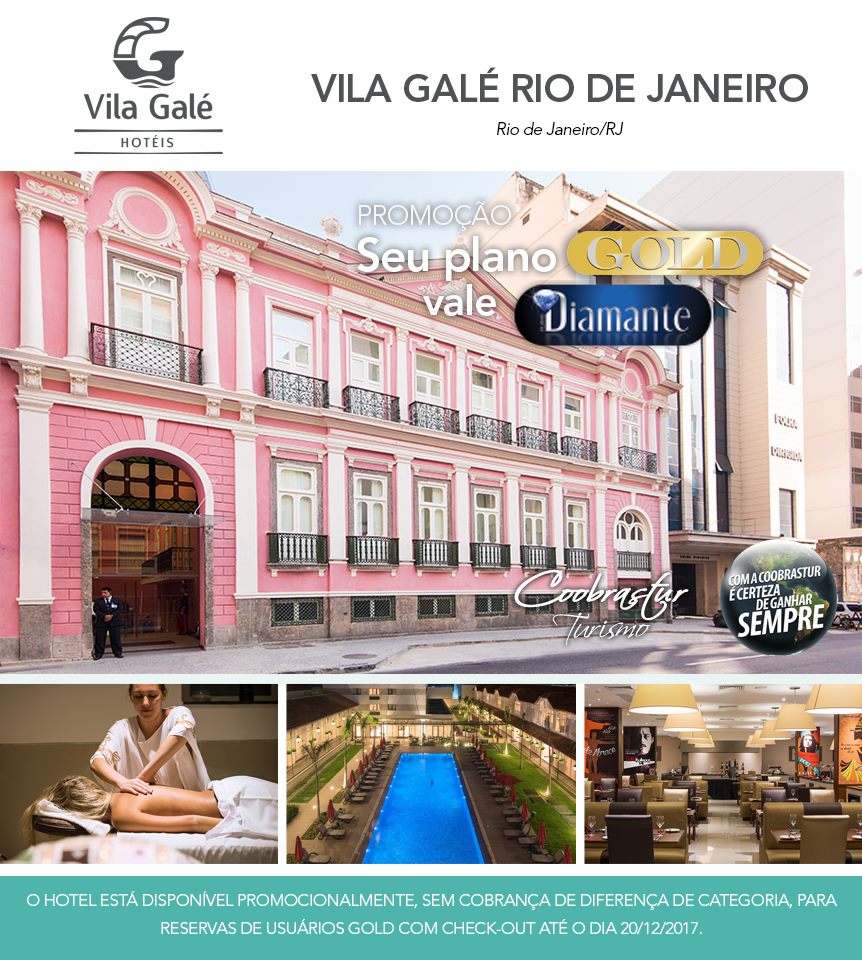 Vila Galé
HOTÉIS
VILA GALÉ RIO DE JANEIRO
Rio de Janeiro/RJ
PROMOÇÃO
Seu plano GOLD
vale Diamante
FOLHA
DIRIGIDA
Coobrastur
Turismo
COM A COOBRASTUR
É CERTEZA
DE GANHAR
SEMPRE
O HOTEL ESTÁ DISPONÍVEL PROMOCIONALMENTE, SEM COBRANÇA DE DIFERENÇA DE CATEGORIA, PARA
RESERVAS DE USUÁRIOS GOLD COM CHECK-OUT ATÉ O DIA 20/12/2017.